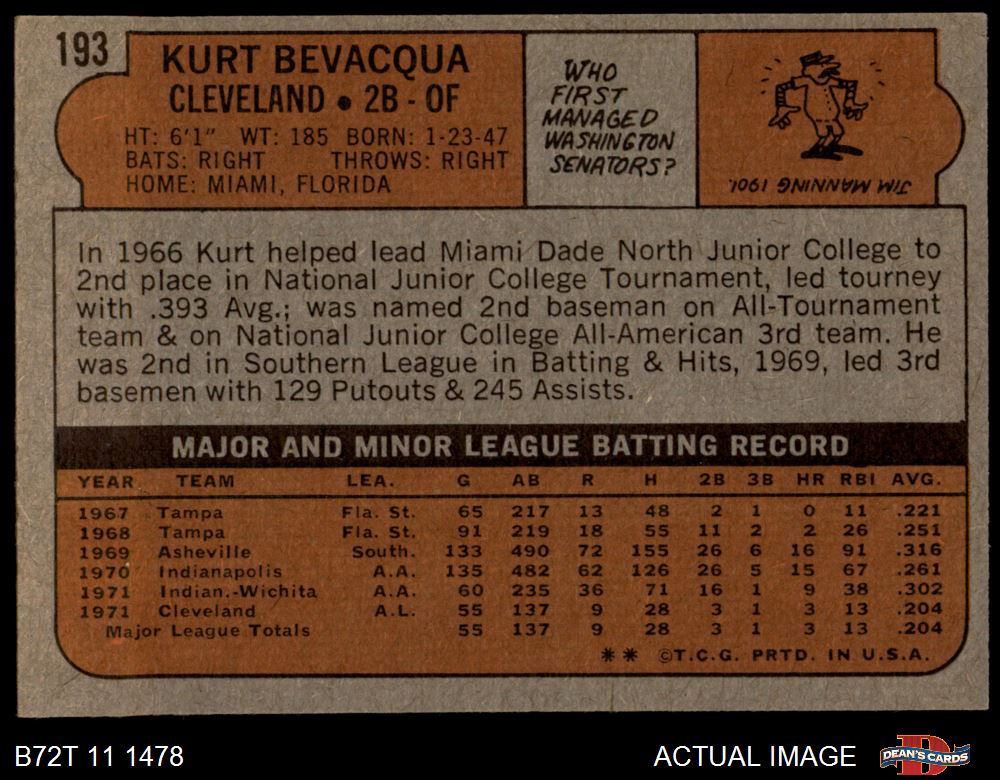 193
KURT BEVACQUA
CLEVELAND • 2B - OF
HT: 6'1" WT: 185 BORN: 1-23-47
BATS: RIGHT THROWS: RIGHT
HOME: MIAMI, FLORIDA
WHO
FIRST
MANAGED
WASHINGTON
SENATORS?
JIM MANNING 1901.
In 1966 Kurt helped lead Miami Dade North Junior College to
2nd place in National Junior College Tournament, led tourney
with .393 Avg.; was named 2nd baseman on All-Tournament
team & on National Junior College All-American 3rd team. He
was 2nd in Southern League in Batting & Hits, 1969, led 3rd
basemen with 129 Putouts & 245 Assists.
MAJOR AND MINOR LEAGUE BATTING RECORD
YEAR TEAM LEA. G AB R H 2B 3B HR RBI AVG.
1967 Tampa Fla. St. 65 217 13 48 2 1 0 11 .221
1968 Tampa Fla. St. 91 219 18 55 11 2 2 26 .251
1969 Asheville South. 133 490 72 155 26 6 16 91 .316
1970 Indianapolis A.A. 135 482 62 126 26 5 15 67 .261
1971 Indian.-Wichita A.A. 60 235 36 71 16 1 9 38 .302
1971 Cleveland A.L. 55 137 9 28 3 1 3 13 .204
Major League Totals 55 137 9 28 3 1 3 13 .204
** ©T.C.G. PRTD. IN U.S.A.
B72T 11 1478
ACTUAL IMAGE
DEAN'S CARDS